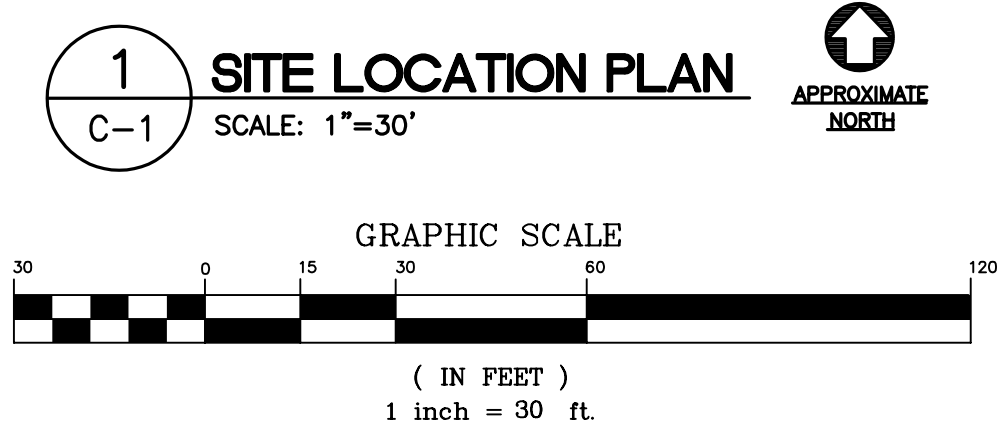 1
C-1
SITE LOCATION PLAN
SCALE: 1"=30'
APPROXIMATE
NORTH
GRAPHIC SCALE
30 0 15 30 60 120
( IN FEET )
1 inch = 30 ft.